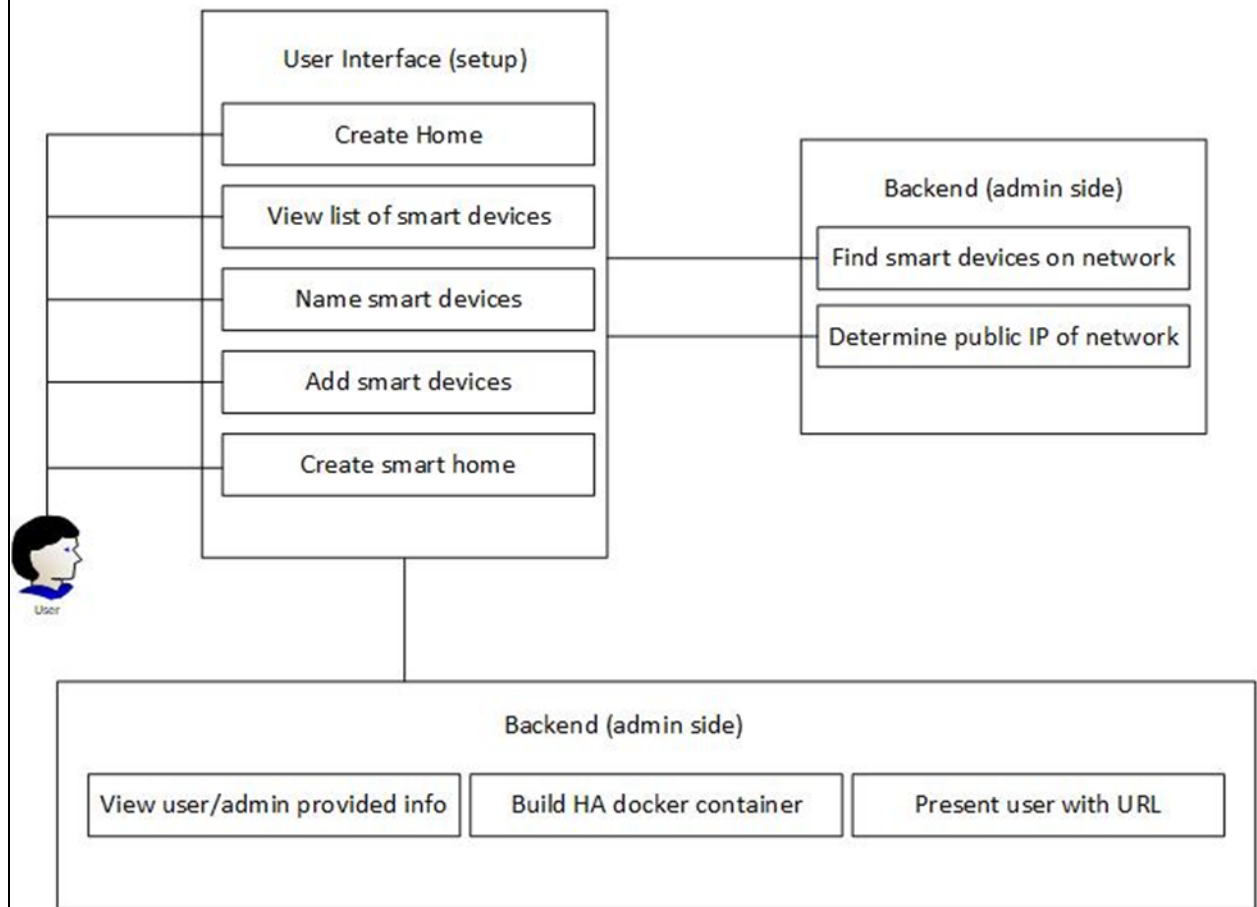 User Interface (setup)
Create Home
View list of smart devices
Name smart devices
Add smart devices
Create smart home
User
Backend (admin side)
Find smart devices on network
Determine public IP of network
Backend (admin side)
View user/admin provided info
Build HA docker container
Present user with URL